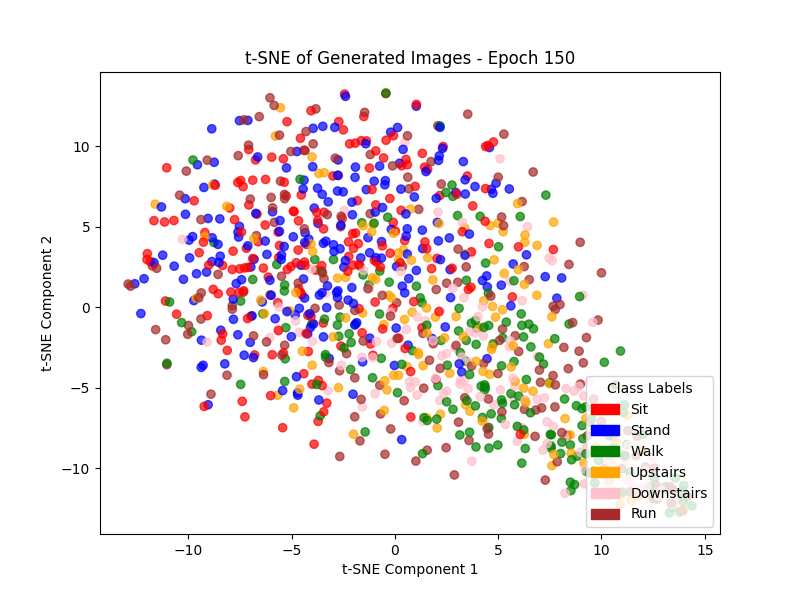 t-SNE of Generated Images - Epoch 150
t-SNE Component 2
10
5
0
−5
−10
−10
−5
0
5
10
15
t-SNE Component 1
Class Labels
Sit
Stand
Walk
Upstairs
Downstairs
Run